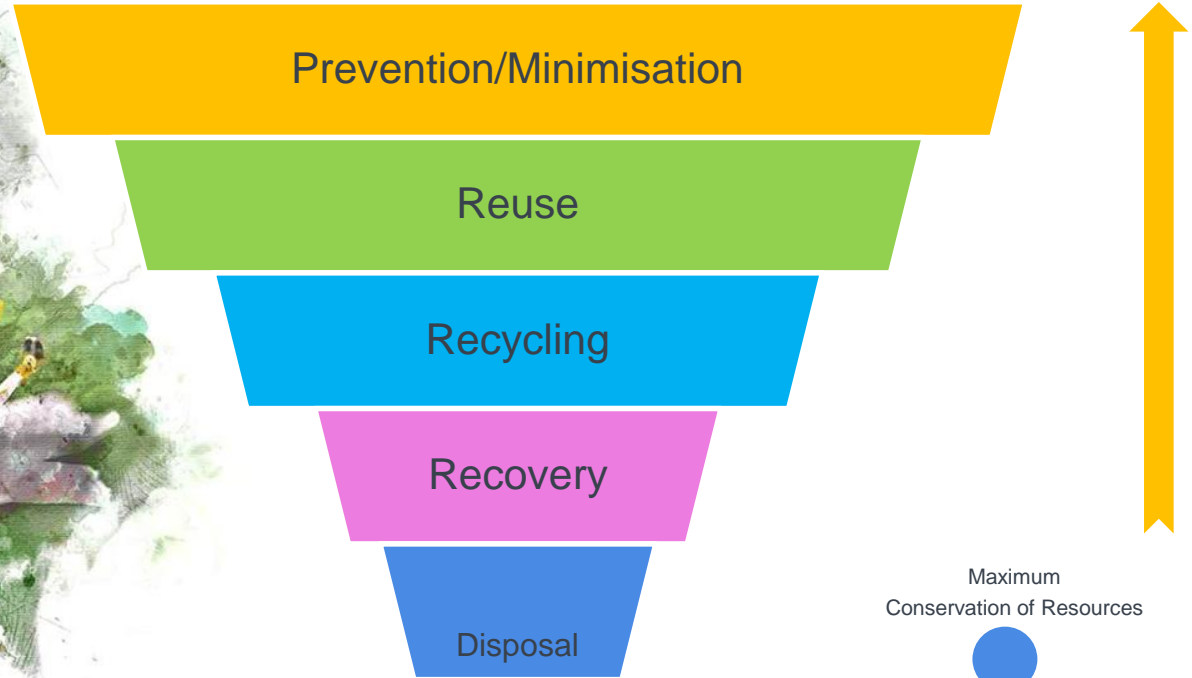 Prevention/Minimisation
Reuse
Recycling
Recovery
Disposal
Maximum
Conservation of Resources